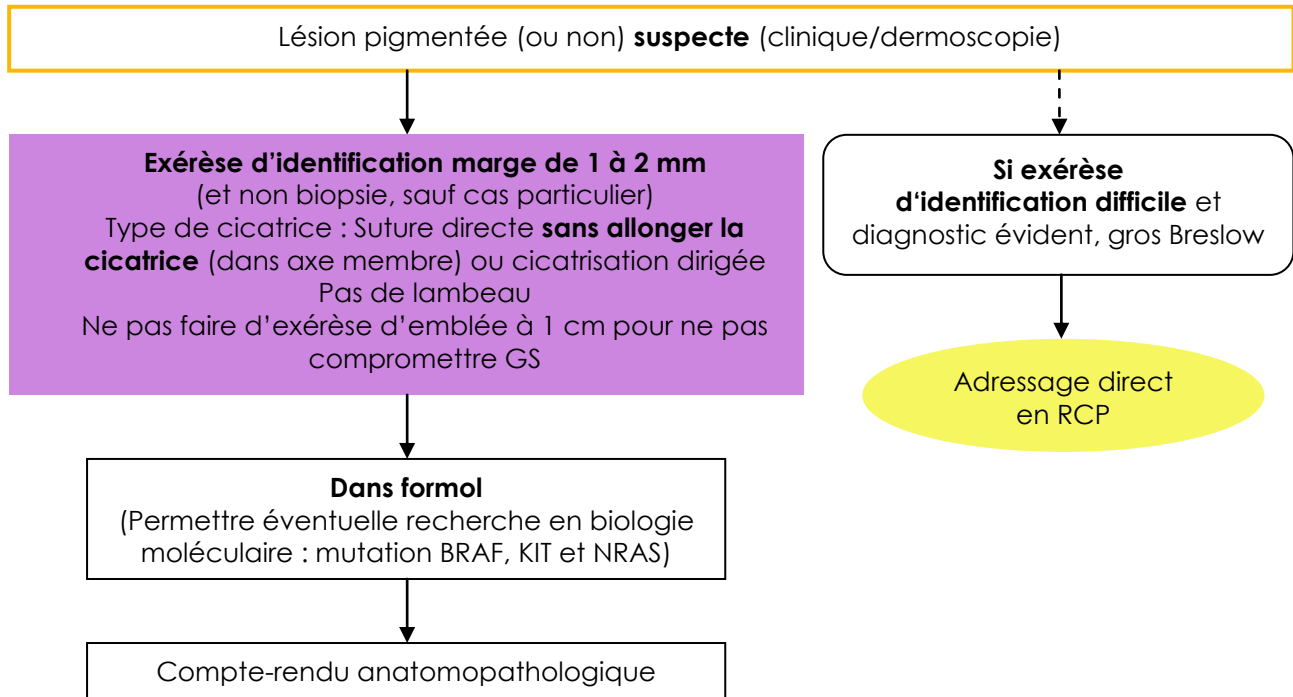 Lésion pigmentée (ou non) suspecte (clinique/dermoscopie)
Exérèse d’identification marge de 1 à 2 mm
(et non biopsie, sauf cas particulier)
Type de cicatrice : Suture directe sans allonger la
cicatrice (dans axe membre) ou cicatrisation dirigée
Pas de lambeau
Ne pas faire d’exérèse d’emblée à 1 cm pour ne pas
compromettre GS
Si exérèse
d‘identification difficile et
diagnostic évident, gros Breslow
Adressage direct
en RCP
Dans formol
(Permettre éventuelle recherche en biologie
moléculaire : mutation BRAF, KIT et NRAS)
Compte-rendu anatomopathologique